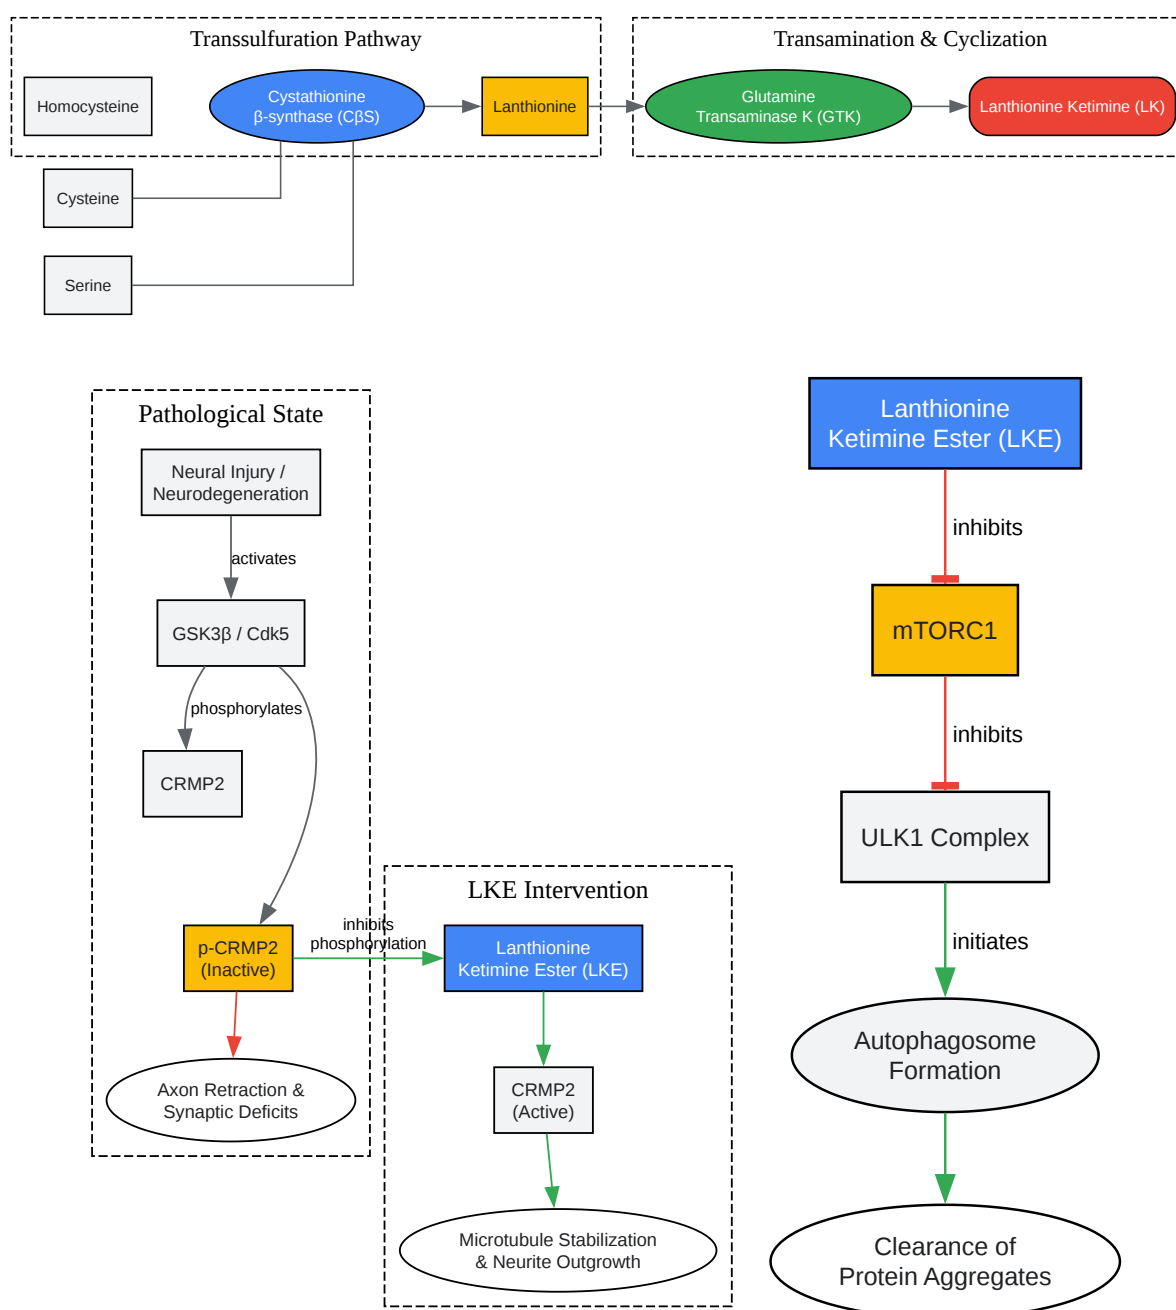 Transsulfuration Pathway
Homocysteine
Cystathionine
β-synthase (CβS)
Lanthionine
Cysteine
Serine
Transamination & Cyclization
Glutamine
Transaminase K (GTK)
Lanthionine Ketimine (LK)
Pathological State
Neural Injury /
Neurodegeneration
activates
GSK3β / Cdk5
phosphorylates
CRMP2
p-CRMP2
(Inactive)
inhibits
phosphorylation
Axon Retraction &
Synaptic Deficits
LKE Intervention
Lanthionine
Ketimine Ester (LKE)
CRMP2
(Active)
Microtubule Stabilization
& Neurite Outgrowth
Lanthionine
Ketimine Ester (LKE)
inhibits
mTORC1
inhibits
ULK1 Complex
initiates
Autophagosome
Formation
Clearance of
Protein Aggregates